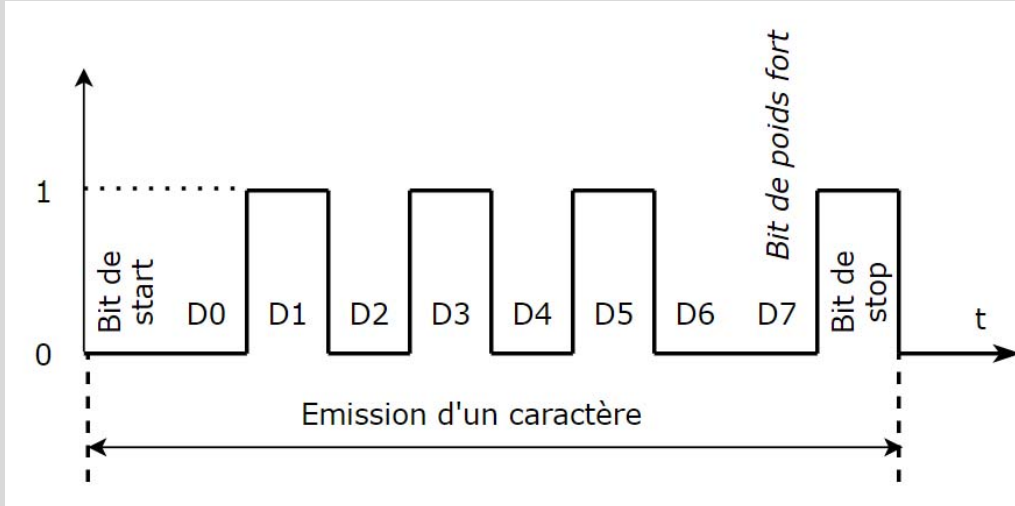 Bit de poids fort
1
Bit de
start
D0
D1
D2
D3
D4
D5
D6
D7
Bit de
stop
t
0
Emission d'un caractère